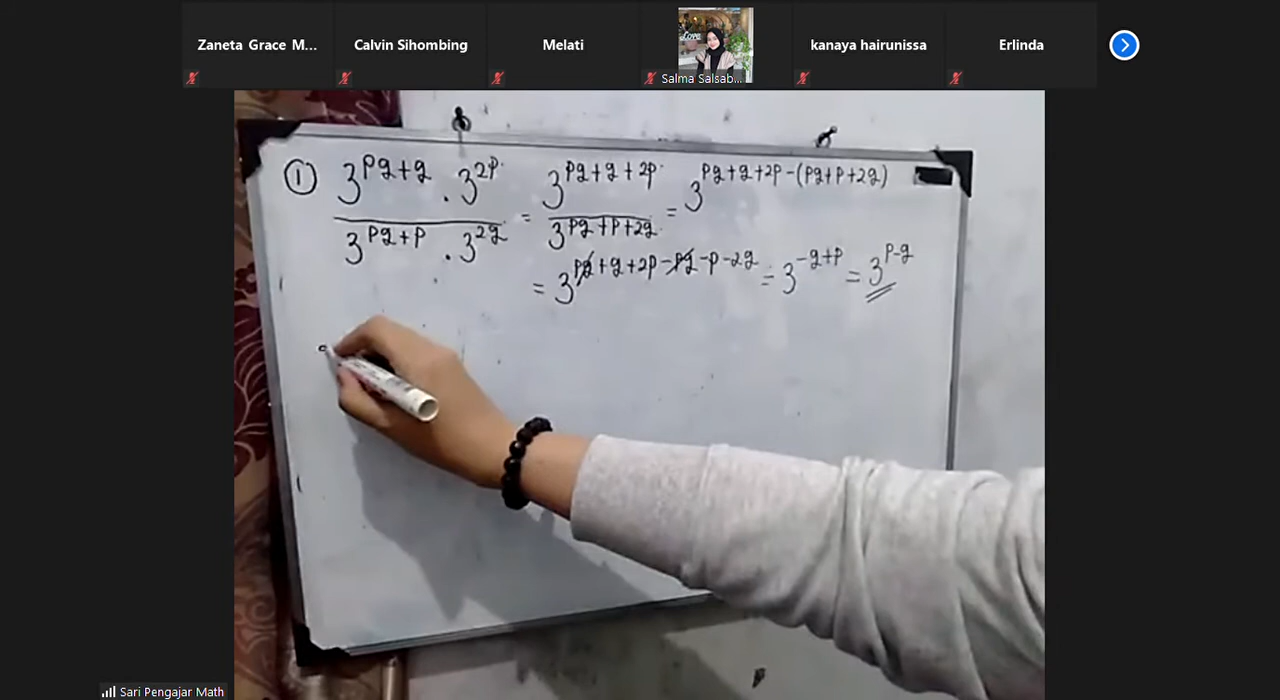 Zaneta Grace M...
Calvin Sihombing
Melati
Love
Salma Salsab...
kanaya hairunissa
Erlinda
① 3^{pq+q} . 3^{2p} / 3^{pq+p} . 3^{2q} = 3^{pq+q+2p} / 3^{pq+p+2q} = 3^{pq+q+2p-(pq+p+2q)}
= 3^{pq+q+2p-pq-p-2q} = 3^{-q+p} = 3^{p-q}
Sari Pengajar Math